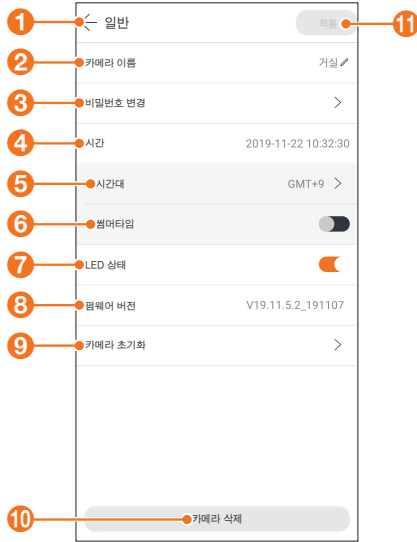 1 일반 적용 11
2 카메라 이름 거실
3 비밀번호 변경 >
4 시간 2019-11-22 10:32:30
5 시간대 GMT+9 >
6 썸머타임
7 LED 상태
8 펌웨어 버전 V19.11.5.2_191107
9 카메라 초기화 >
10 카메라 삭제